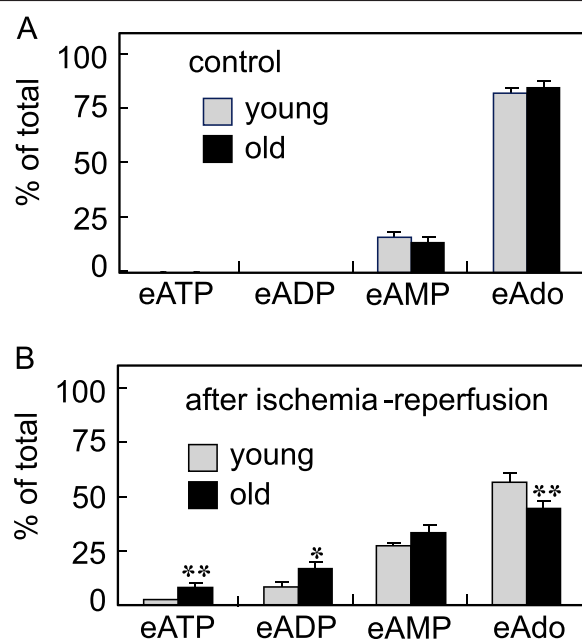 A
control
young
old
% of total
100
75
50
25
0
eATP eADP eAMP eAdo
B
after ischemia-reperfusion
young
old
% of total
100
75
50
25
0
** * **
eATP eADP eAMP eAdo